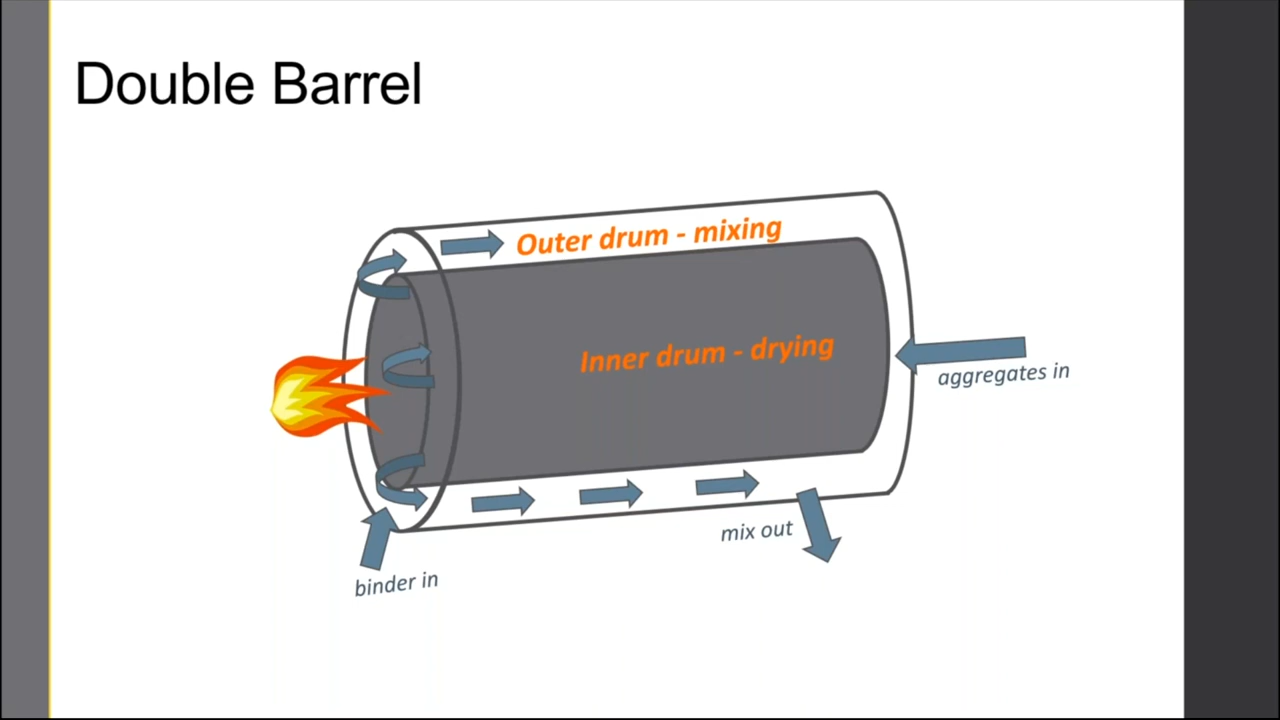 Double Barrel
Outer drum - mixing
Inner drum - drying
aggregates in
mix out
binder in